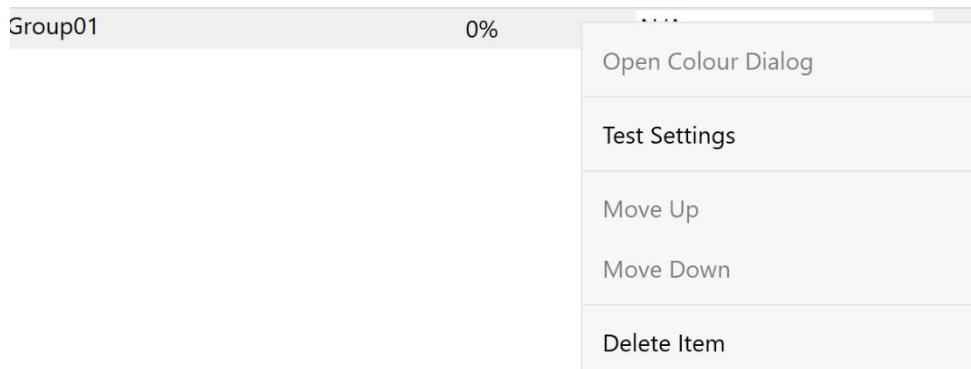 Group01 0%
Open Colour Dialog
Test Settings
Move Up
Move Down
Delete Item